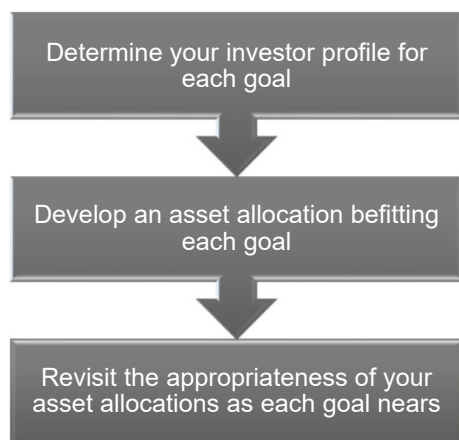 Determine your investor profile for
each goal
Develop an asset allocation befitting
each goal
Revisit the appropriateness of your
asset allocations as each goal nears